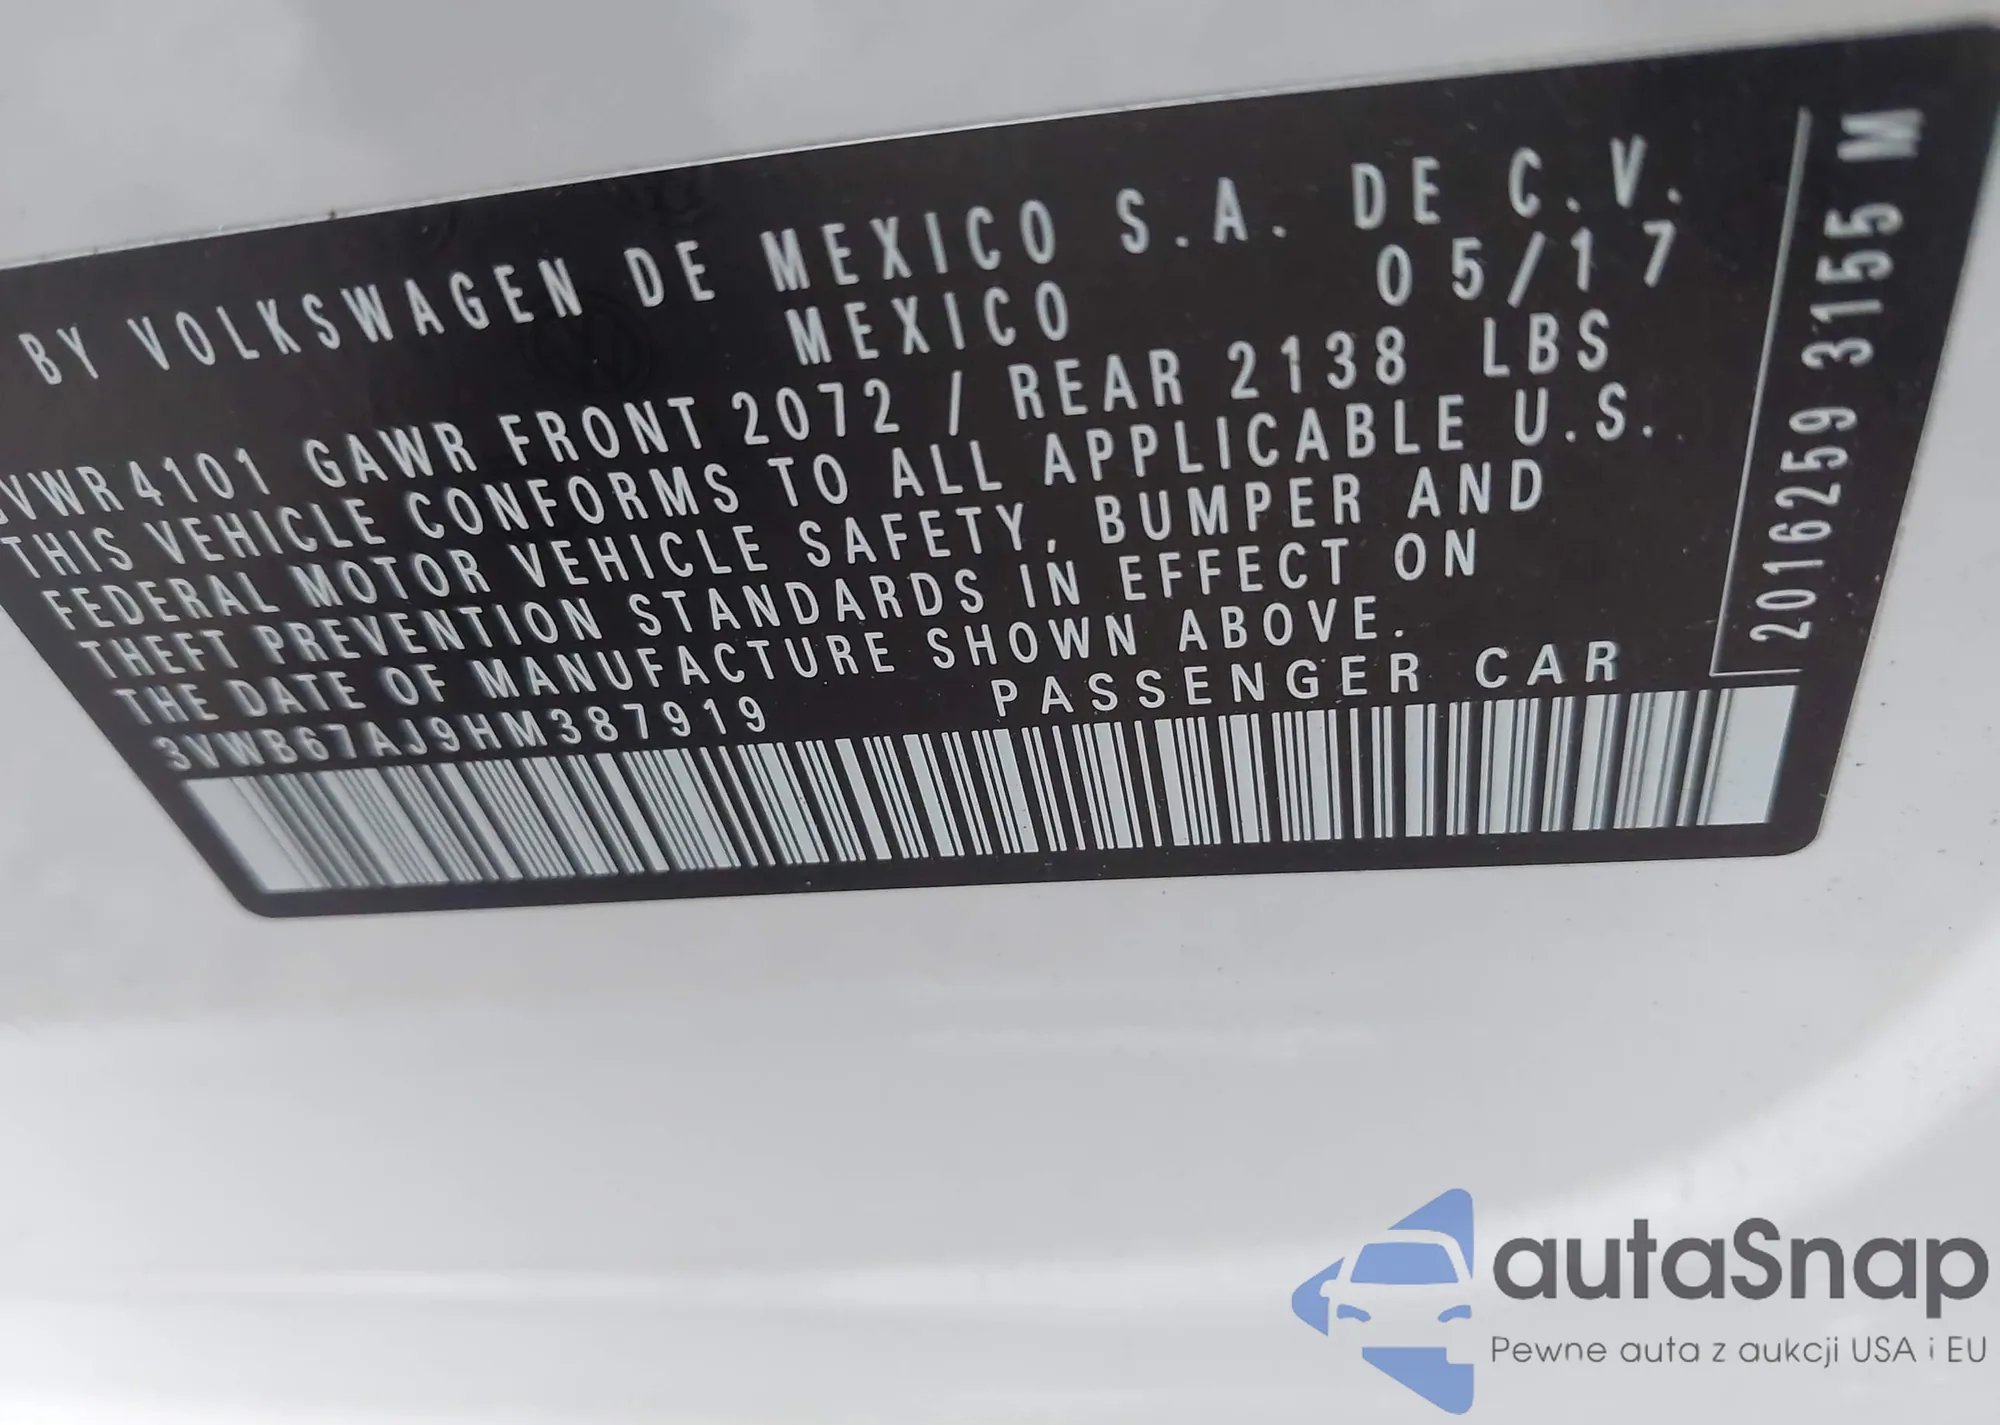 BY VOLKSWAGEN DE MEXICO S.A. DE C.V.
MEXICO 05/17
GVWR 4101 GAWR FRONT 2072 / REAR 2138 LBS
THIS VEHICLE CONFORMS TO ALL APPLICABLE U.S.
FEDERAL MOTOR VEHICLE SAFETY, BUMPER AND
THEFT PREVENTION STANDARDS IN EFFECT ON
THE DATE OF MANUFACTURE SHOWN ABOVE.
3VWB67AJ9HM387919 PASSENGER CAR
2016259 3155 M
autaSnap
Pewne auta z aukcji USA i EU